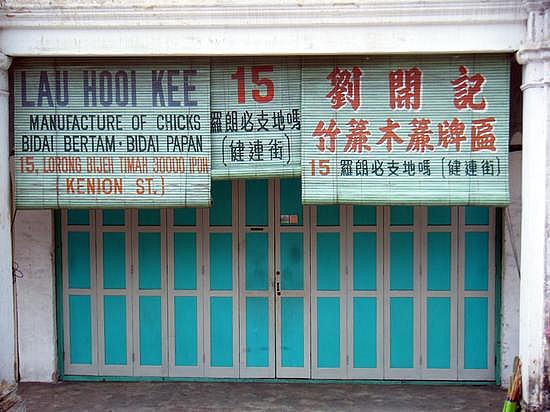 LAU HOOI KEE
MANUFACTURE OF CHICKS
BIDAI BERTAM · BIDAI PAPAN
15, LORONG BIJEH TIMAH 30000 IPOH
(KENION ST.)
15
羅朗必支地嗎
(健連街)
劉開記
竹簾木簾牌區
15 羅朗必支地嗎 (健連街)